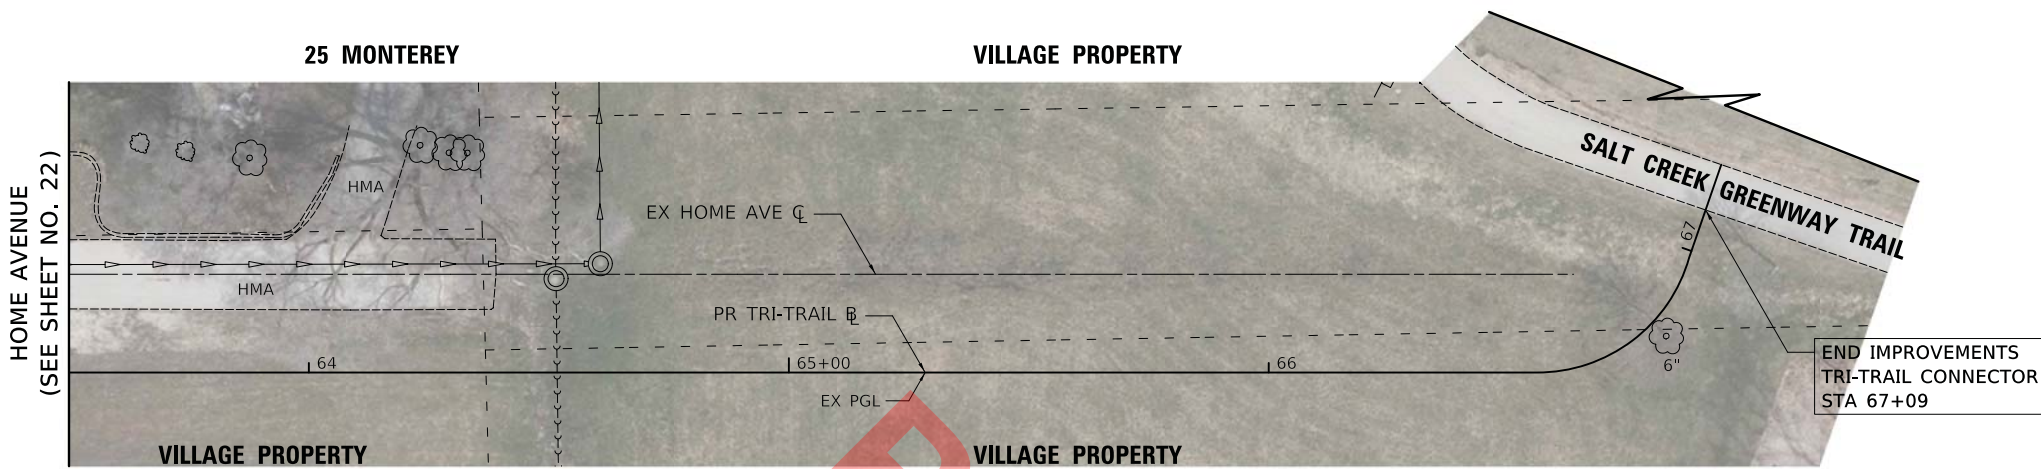 25 MONTEREY
VILLAGE PROPERTY
HOME AVENUE
(SEE SHEET NO. 22)
HMA
SALT CREEK GREENWAY TRAIL
EX HOME AVE CL
67
HMA
PR TRI-TRAIL BL
64
65+00
66
6"
END IMPROVEMENTS
TRI-TRAIL CONNECTOR
STA 67+09
EX PGL
VILLAGE PROPERTY
VILLAGE PROPERTY